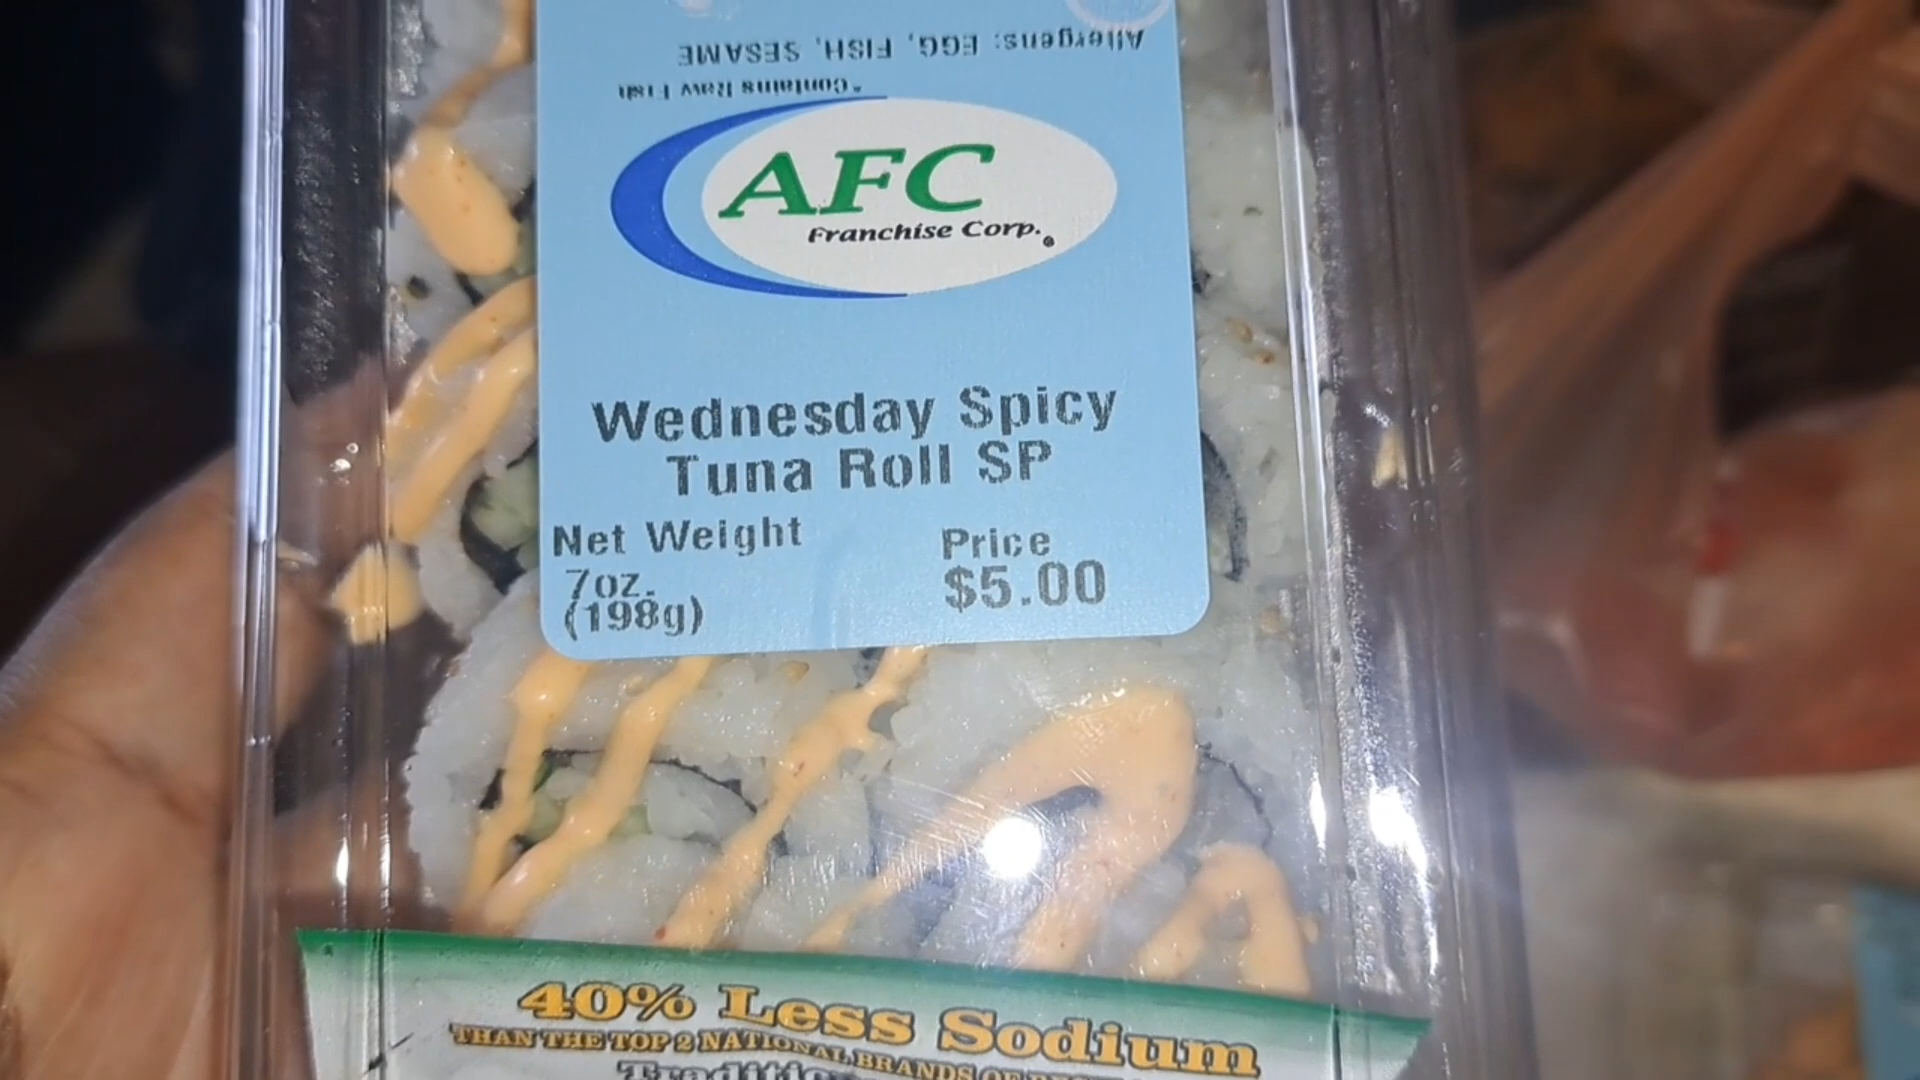 Allergens: EGG, FISH, SESAME
*Contains Raw Fish
AFC
Franchise Corp.®
Wednesday Spicy
Tuna Roll SP
Net Weight
7oz.
(198g)
Price
$5.00
40% Less Sodium
THAN THE TOP 2 NATIONAL BRANDS OF